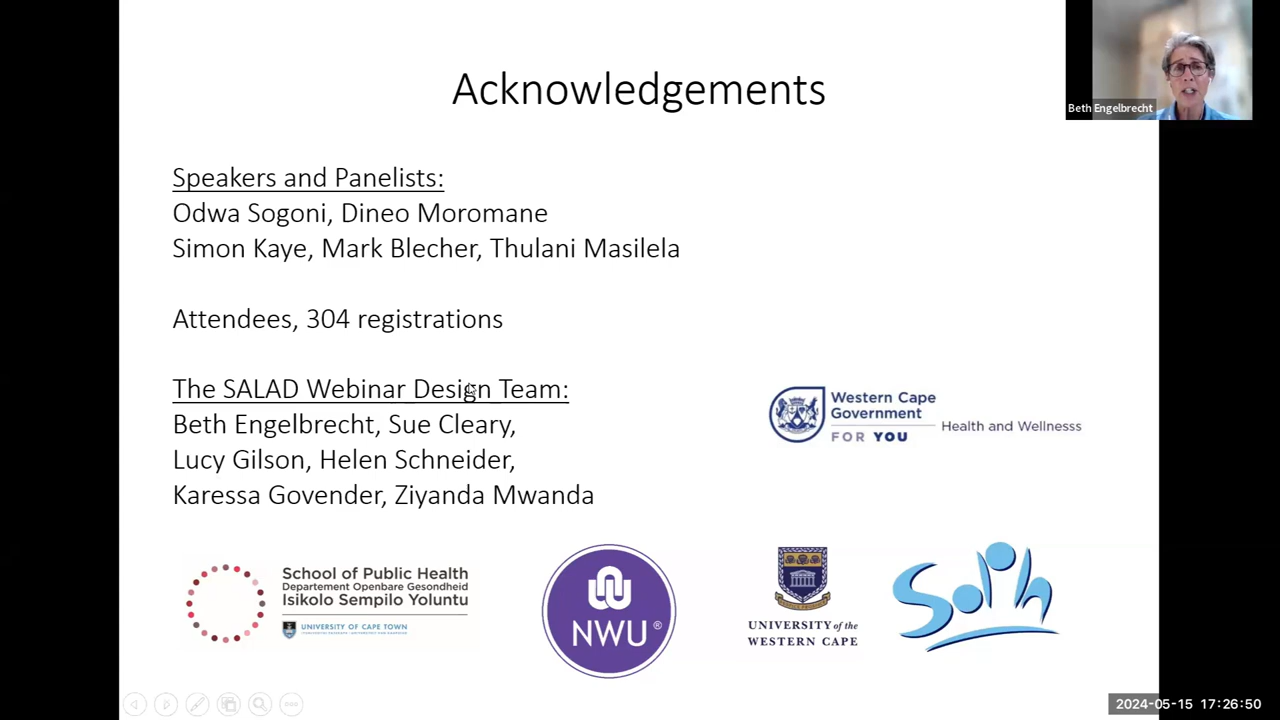 Acknowledgements
Beth Engelbrecht
Speakers and Panelists:
Odwa Sogoni, Dineo Moromane
Simon Kaye, Mark Blecher, Thulani Masilela
Attendees, 304 registrations
The SALAD Webinar Design Team:
Beth Engelbrecht, Sue Cleary,
Lucy Gilson, Helen Schneider,
Karessa Govender, Ziyanda Mwanda
Western Cape
Government
FOR YOU
Health and Wellnesss
School of Public Health
Departement Openbare Gesondheid
Isikolo Sempilo Yoluntu
UNIVERSITY OF CAPE TOWN
NWU®
UNIVERSITY of the
WESTERN CAPE
SoPH
2024-05-15 17:26:50